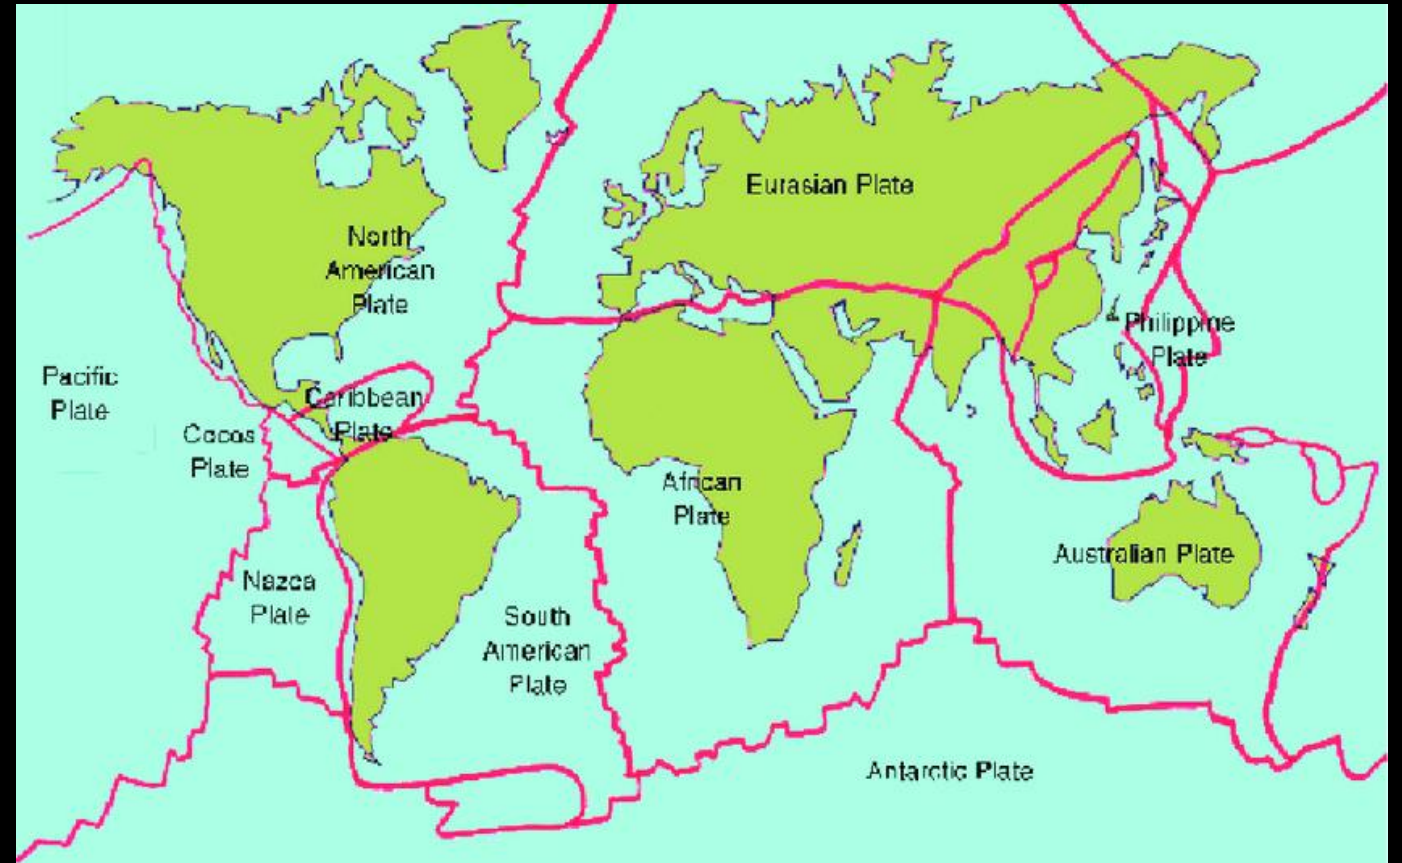 Eurasian Plate
North
American
Plate
Philippine
Plate
Pacific
Plate
Caribbean
Plate
Cocos
Plate
African
Plate
Australian Plate
Nazca
Plate
South
American
Plate
Antarctic Plate